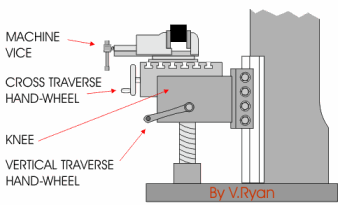 MACHINE
VICE
CROSS TRAVERSE
HAND-WHEEL
KNEE
VERTICAL TRAVERSE
HAND-WHEEL
By V.Ryan